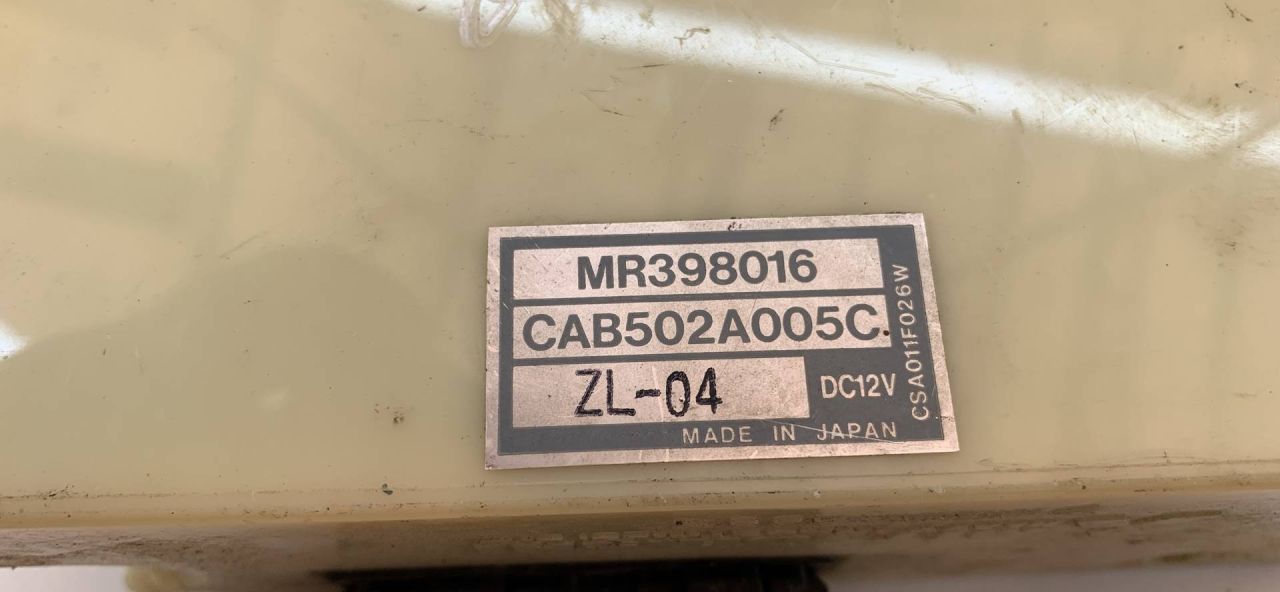 MR398016
CAB502A005C
ZL-04
DC12V
MADE IN JAPAN
CSA011F026W